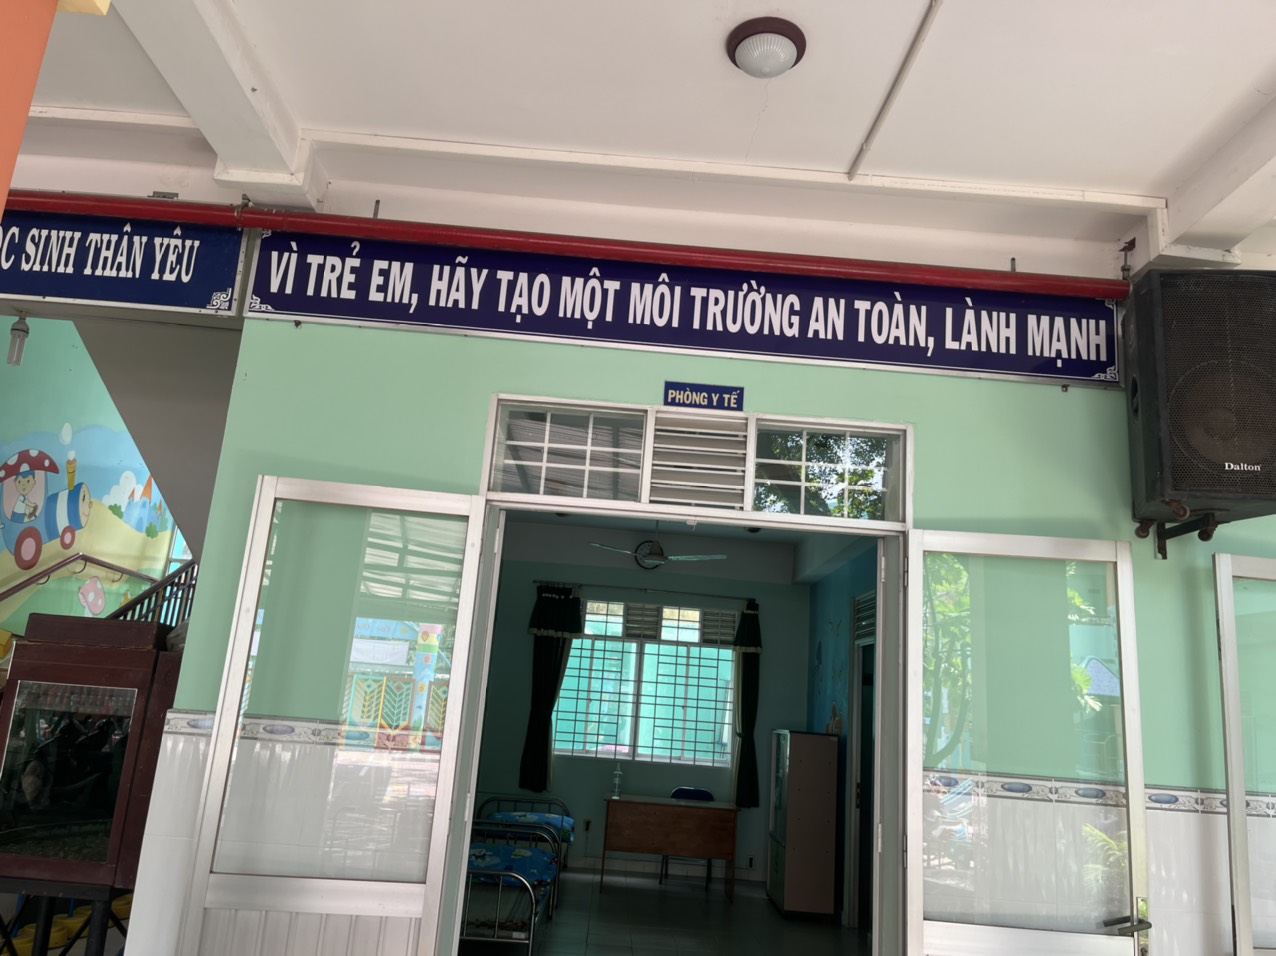 SINH THÂN YÊU
VÌ TRẺ EM, HÃY TẠO MỘT MÔI TRƯỜNG AN TOÀN, LÀNH MẠNH
PHÒNG Y TẾ
Dalton